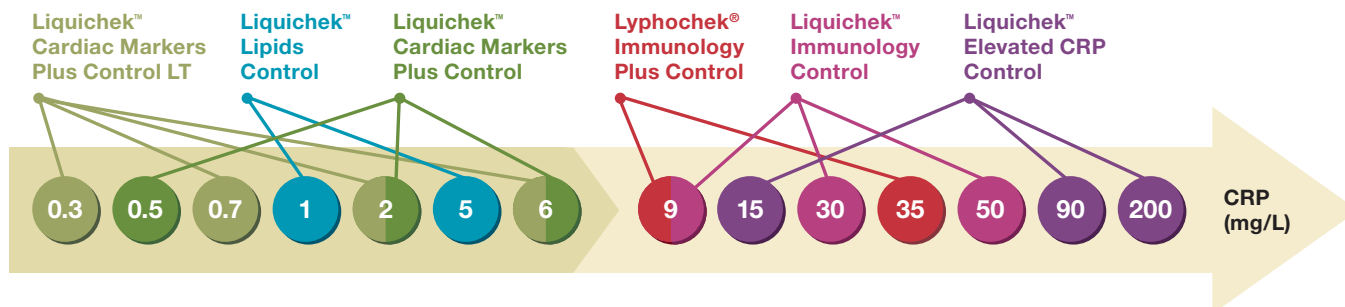 Liquichek™
Cardiac Markers
Plus Control LT
Liquichek™
Lipids
Control
Liquichek™
Cardiac Markers
Plus Control
Lyphochek®
Immunology
Plus Control
Liquichek™
Immunology
Control
Liquichek™
Elevated CRP
Control
0.3 0.5 0.7 1 2 5 6 9 15 30 35 50 90 200
CRP
(mg/L)